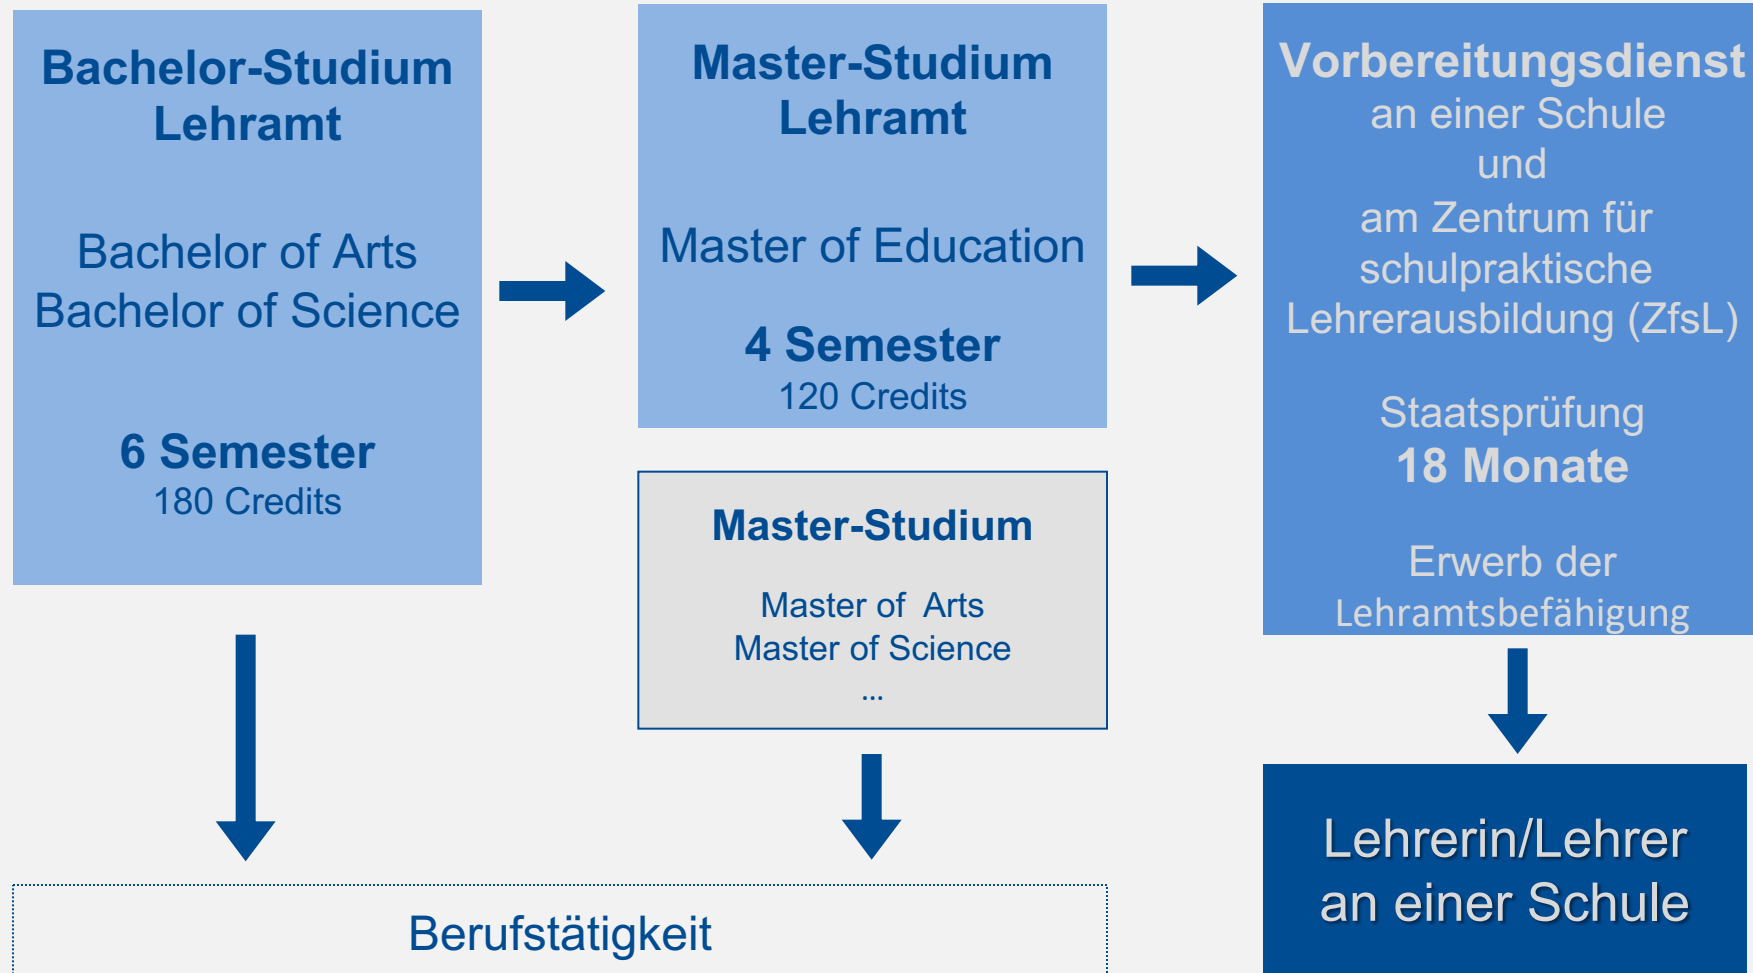 Bachelor-Studium
Lehramt
Bachelor of Arts
Bachelor of Science
6 Semester
180 Credits
Master-Studium
Lehramt
Master of Education
4 Semester
120 Credits
Master-Studium
Master of Arts
Master of Science
...
Vorbereitungsdienst
an einer Schule
und
am Zentrum für
schulpraktische
Lehrerausbildung (ZfsL)
Staatsprüfung
18 Monate
Erwerb der
Lehramtsbefähigung
Lehrerin/Lehrer
an einer Schule
Berufstätigkeit